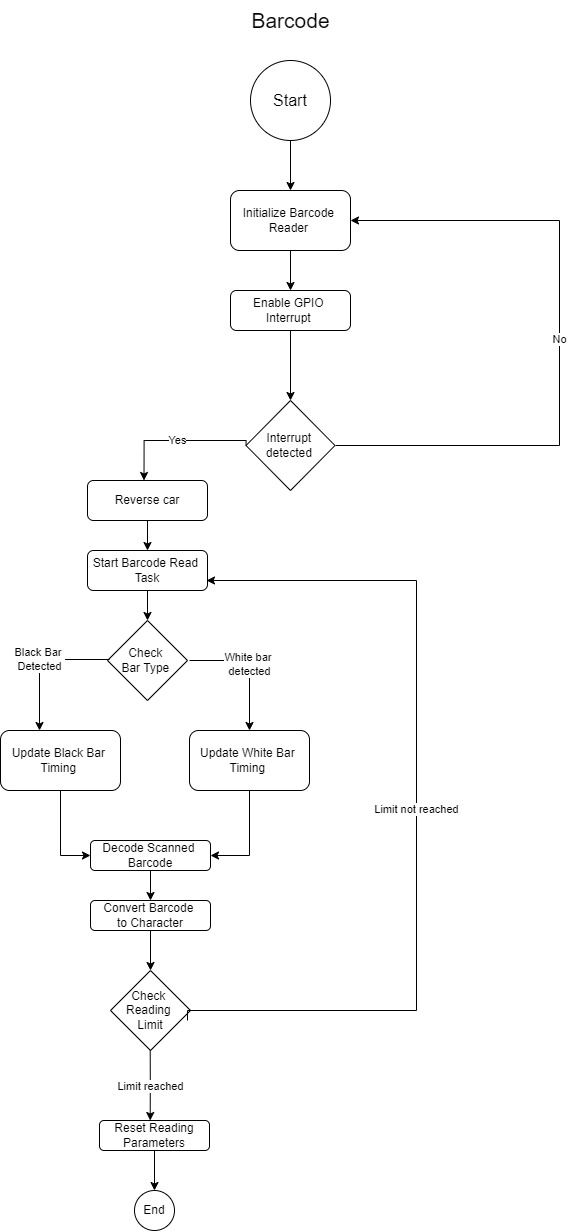 Barcode
Start
Initialize Barcode
Reader
Enable GPIO
Interrupt
No
Interrupt
detected
Yes
Reverse car
Start Barcode Read
Task
Check
Bar Type
Black Bar
Detected
White bar
detected
Update Black Bar
Timing
Update White Bar
Timing
Limit not reached
Decode Scanned
Barcode
Convert Barcode
to Character
Check
Reading
Limit
Limit reached
Reset Reading
Parameters
End